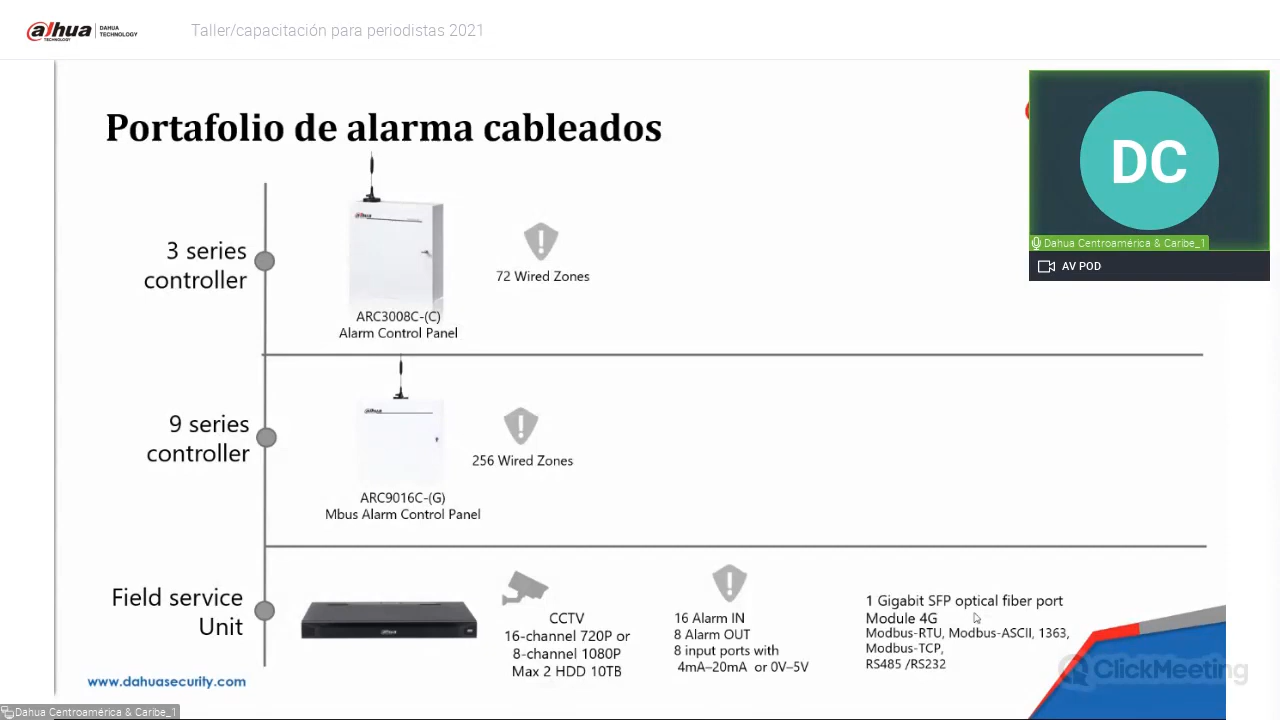 alhua
TECHNOLOGY
DAHUA
TECHNOLOGY
Taller/capacitación para periodistas 2021
Portafolio de alarma cableados
DC
Dahua Centroamérica & Caribe_1
AV POD
3 series
controller
72 Wired Zones
ARC3008C-(C)
Alarm Control Panel
9 series
controller
256 Wired Zones
ARC9016C-(G)
Mbus Alarm Control Panel
Field service
Unit
CCTV
16-channel 720P or
8-channel 1080P
Max 2 HDD 10TB
16 Alarm IN
8 Alarm OUT
8 input ports with
4mA–20mA or 0V–5V
1 Gigabit SFP optical fiber port
Module 4G
Modbus-RTU, Modbus-ASCII, 1363,
Modbus-TCP,
RS485 /RS232
www.dahuasecurity.com
ClickMeeting
Dahua Centroamérica & Caribe_1